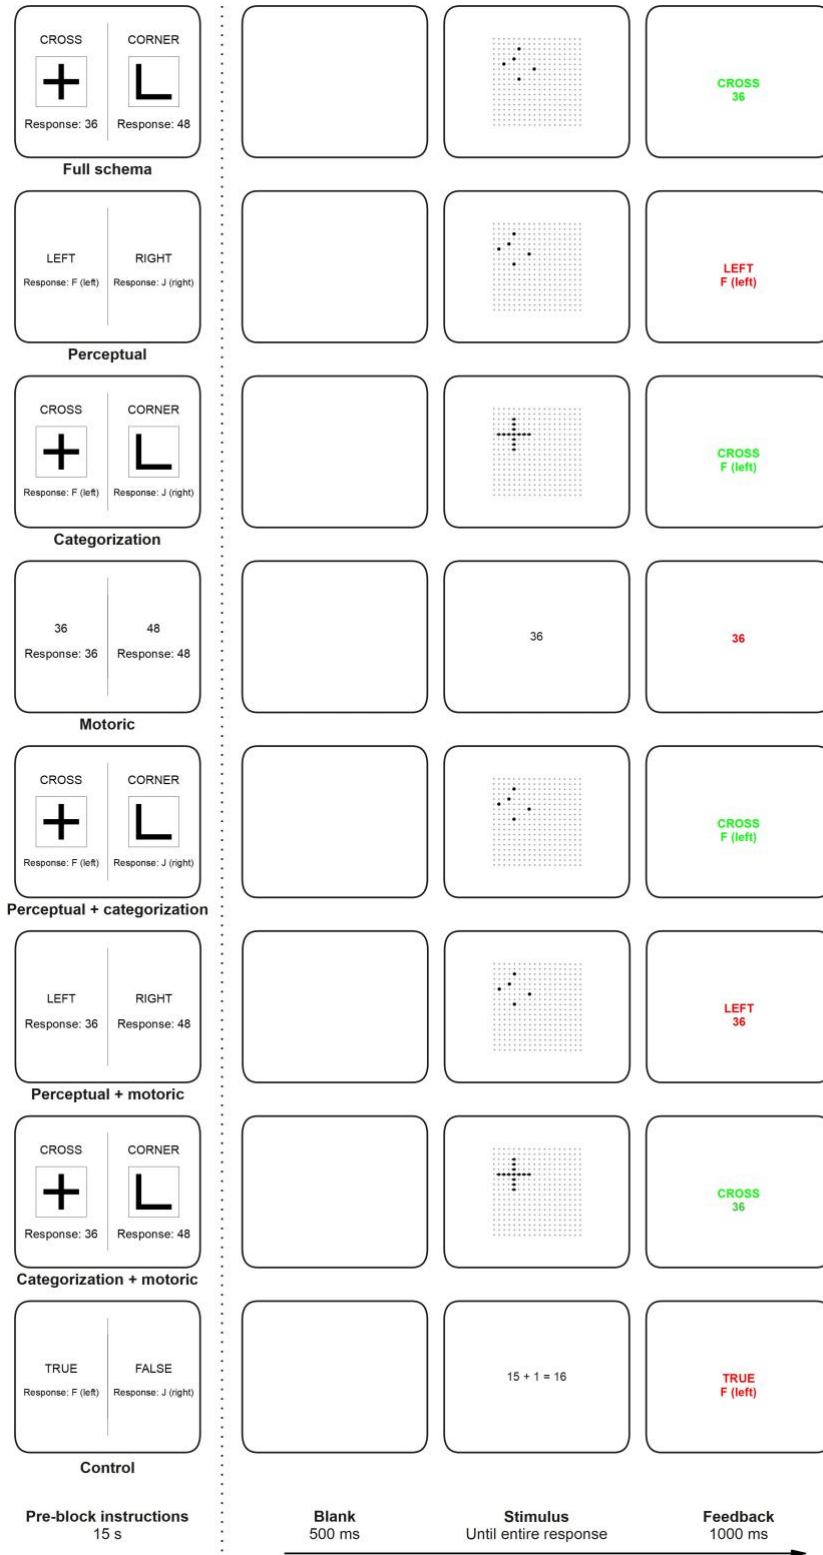 CROSS CORNER
Response: 36 Response: 48
CROSS
36
Full schema
LEFT RIGHT
Response: F (left) Response: J (right)
LEFT
F (left)
Perceptual
CROSS CORNER
Response: F (left) Response: J (right)
CROSS
F (left)
Categorization
36 48
Response: 36 Response: 48
36
36
Motoric
CROSS CORNER
Response: F (left) Response: J (right)
CROSS
F (left)
Perceptual + categorization
LEFT RIGHT
Response: 36 Response: 48
LEFT
36
Perceptual + motoric
CROSS CORNER
Response: 36 Response: 48
CROSS
36
Categorization + motoric
TRUE FALSE
Response: F (left) Response: J (right)
15 + 1 = 16
TRUE
F (left)
Control
Pre-block instructions Blank Stimulus Feedback
15 s 500 ms Until entire response 1000 ms